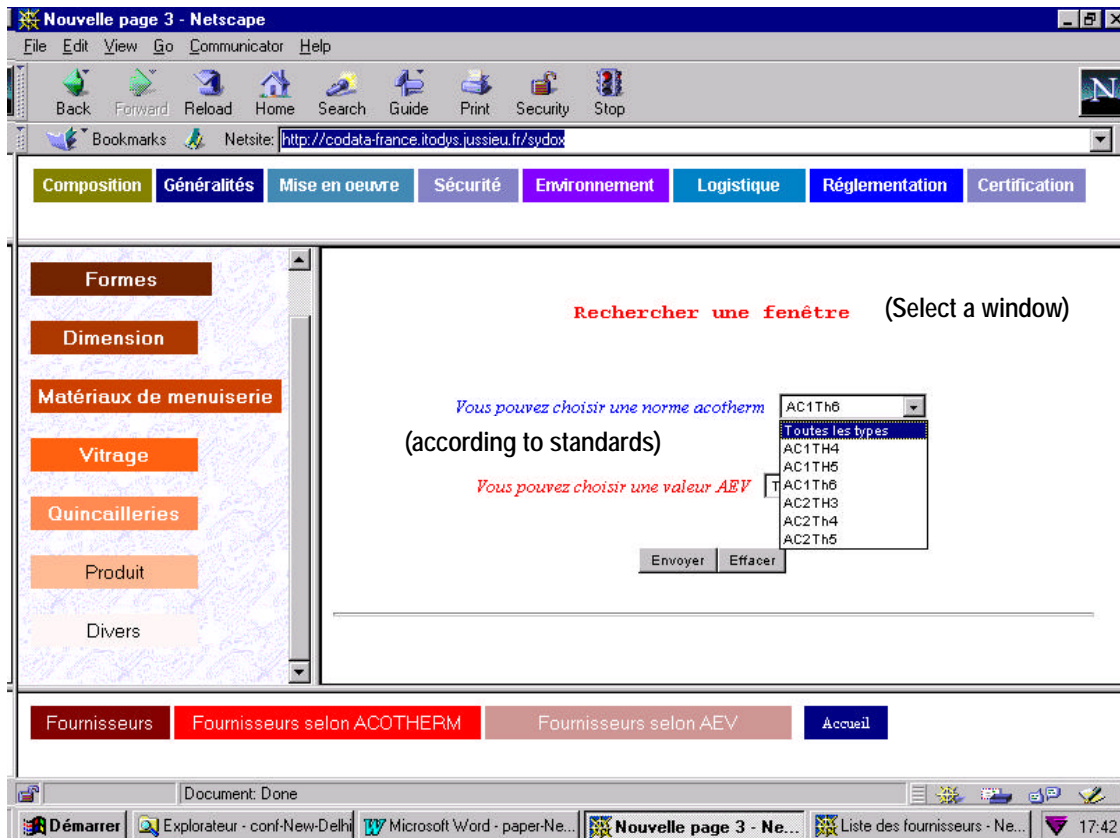 Nouvelle page 3 - Netscape
File Edit View Go Communicator Help
Back Forward Reload Home Search Guide Print Security Stop
N
Bookmarks Netsite: http://codata-france.itodys.jussieu.fr/sydox
Composition Généralités Mise en oeuvre Sécurité Environnement Logistique Réglementation Certification
Formes
Rechercher une fenêtre (Select a window)
Dimension
Matériaux de menuiserie
Vous pouvez choisir une norme acotherm AC1Th6
Toutes les types
(according to standards)
AC1TH4
Vitrage
AC1TH5
Vous pouvez choisir une valeur AEV T
AC1Th6
AC2TH3
Quincailleries
AC2Th4
AC2Th5
Envoyer Effacer
Produit
Divers
Fournisseurs Fournisseurs selon ACOTHERM Fournisseurs selon AEV Accueil
Document: Done
Démarrer Explorateur - conf-New-Delhi Microsoft Word - paper-Ne... Nouvelle page 3 - Ne... Liste des fournisseurs - Ne... 17:42